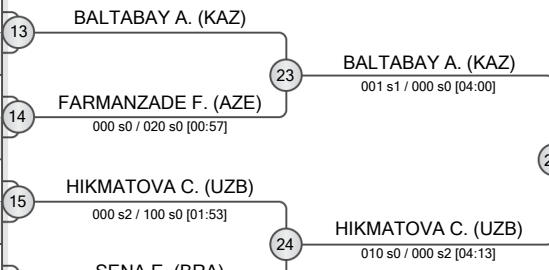 BALTABAY A. (KAZ)
13
23
BALTABAY A. (KAZ)
001 s1 / 000 s0 [04:00]
FARMANZADE F. (AZE)
14
000 s0 / 020 s0 [00:57]
HIKMATOVA C. (UZB)
15
000 s2 / 100 s0 [01:53]
24
HIKMATOVA C. (UZB)
010 s0 / 000 s2 [04:13]
SENA E. (BRA)